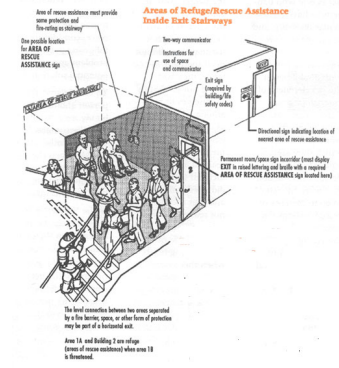 Areas of Refuge/Rescue Assistance
Inside Exit Stairways
Area of rescue assistance must provide
same protection and
fire-rating as stairway
One possible location
for AREA OF
RESCUE
ASSISTANCE sign
Two-way communicator
Instructions for
use of space
and communicator
Exit sign
(required by
building/life
safety codes)
AREA OF RESCUE ASSISTANCE
Directional sign indicating location of
nearest area of rescue assistance
Permanent room/space sign incorridor (must display
EXIT in raised lettering and braille with a required
AREA OF RESCUE ASSISTANCE sign located here)
The level connection between two areas separated
by a fire barrier, space, or other form of protection
may be part of a horizontal exit.
Area 1A and Building 2 are refuge
(areas of rescue assistance) when area 1B
is threatened.